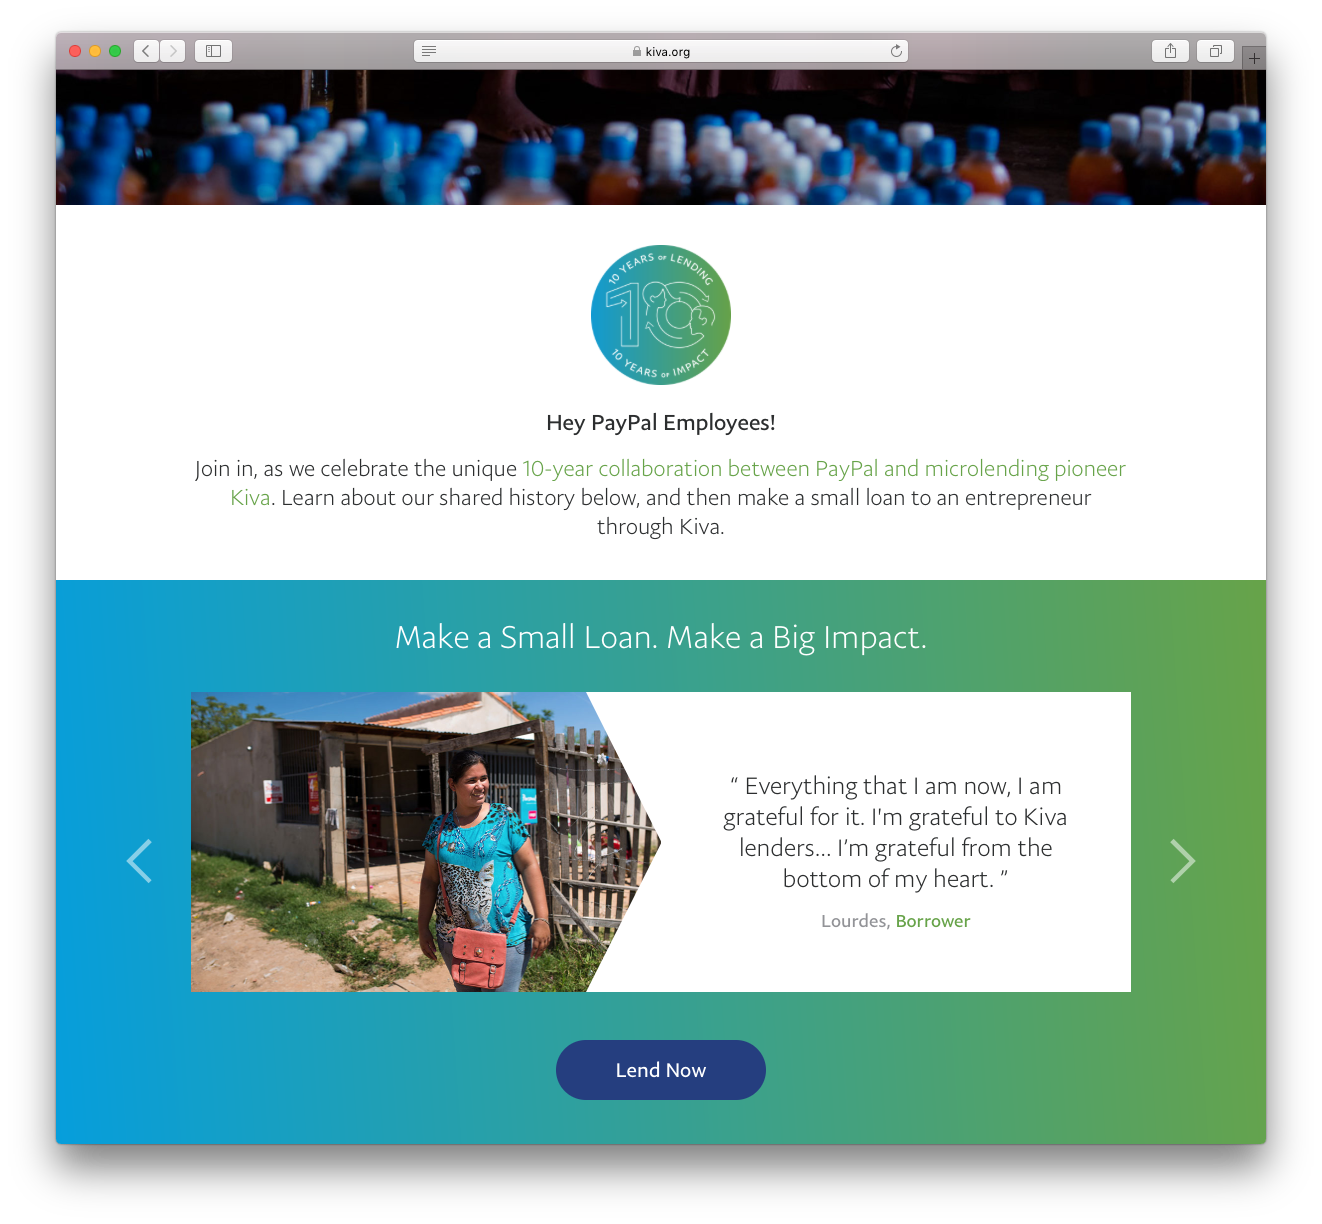 kiva.org
10 YEARS OF LENDING
10
10 YEARS OF IMPACT
Hey PayPal Employees!
Join in, as we celebrate the unique 10-year collaboration between PayPal and microlending pioneer
Kiva. Learn about our shared history below, and then make a small loan to an entrepreneur
through Kiva.
Make a Small Loan. Make a Big Impact.
“ Everything that I am now, I am
grateful for it. I'm grateful to Kiva
lenders... I’m grateful from the
bottom of my heart. ”
Lourdes, Borrower
Lend Now